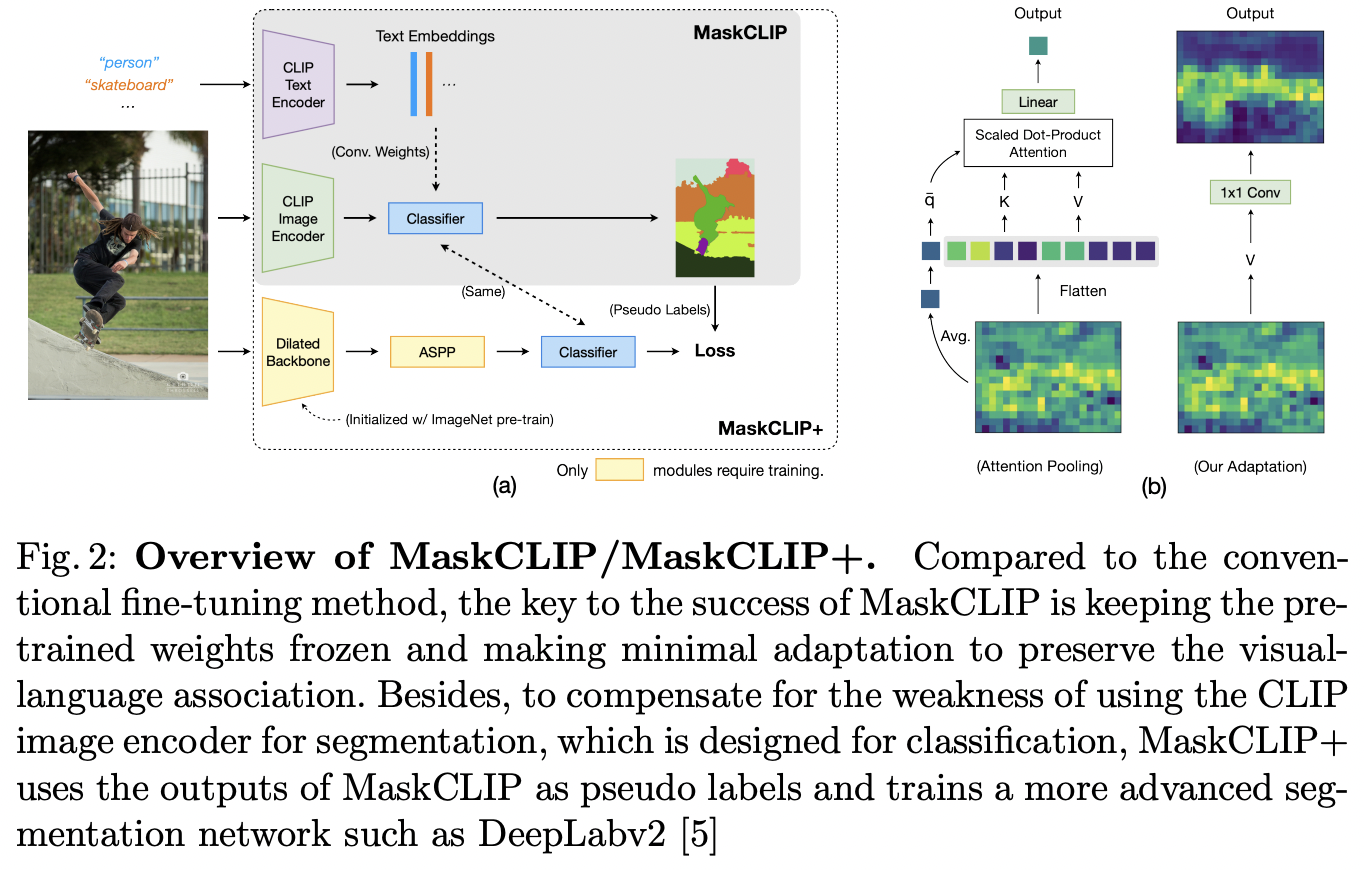 MaskCLIP
Text Embeddings
“person”
“skateboard”
...
CLIP
Text
Encoder
...
(Conv. Weights)
CLIP
Image
Encoder
Classifier
(Same)
(Pseudo Labels)
Dilated
Backbone
ASPP
Classifier
Loss
(Initialized w/ ImageNet pre-train)
MaskCLIP+
Only modules require training.
(a)
Output
Linear
Scaled Dot-Product
Attention
q̄
K
V
Flatten
Avg.
(Attention Pooling)
Output
1x1 Conv
V
(Our Adaptation)
(b)
Fig. 2: Overview of MaskCLIP/MaskCLIP+. Compared to the conven-
tional fine-tuning method, the key to the success of MaskCLIP is keeping the pre-
trained weights frozen and making minimal adaptation to preserve the visual-
language association. Besides, to compensate for the weakness of using the CLIP
image encoder for segmentation, which is designed for classification, MaskCLIP+
uses the outputs of MaskCLIP as pseudo labels and trains a more advanced seg-
mentation network such as DeepLabv2 [5]